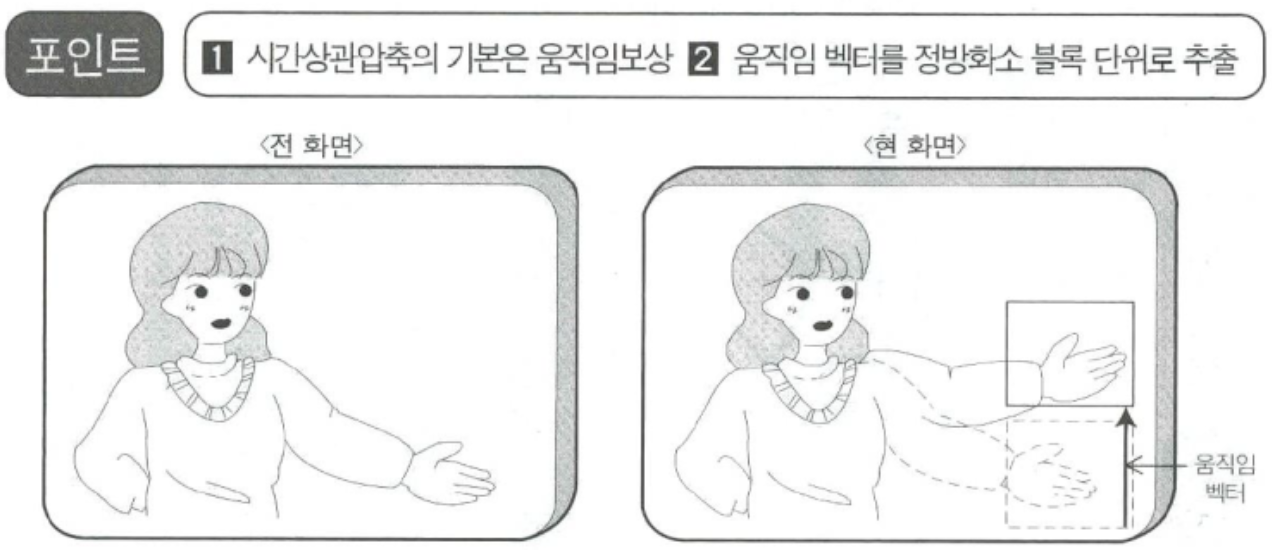 포인트
1 시간상관압축의 기본은 움직임보상 2 움직임 벡터를 정방화소 블록 단위로 추출
<전 화면>
<현 화면>
움직임
벡터